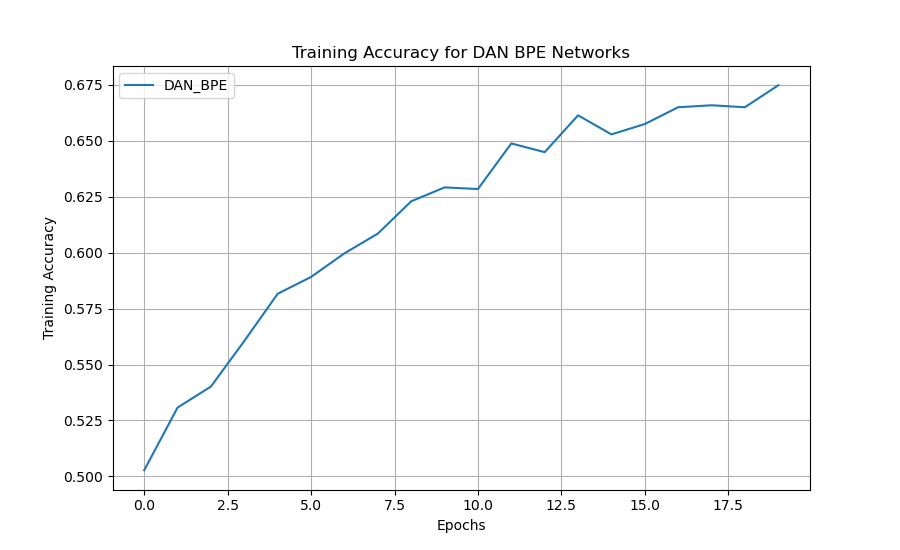 Training Accuracy for DAN BPE Networks
DAN_BPE
0.675
0.650
0.625
0.600
0.575
0.550
0.525
0.500
Training Accuracy
0.0 2.5 5.0 7.5 10.0 12.5 15.0 17.5
Epochs